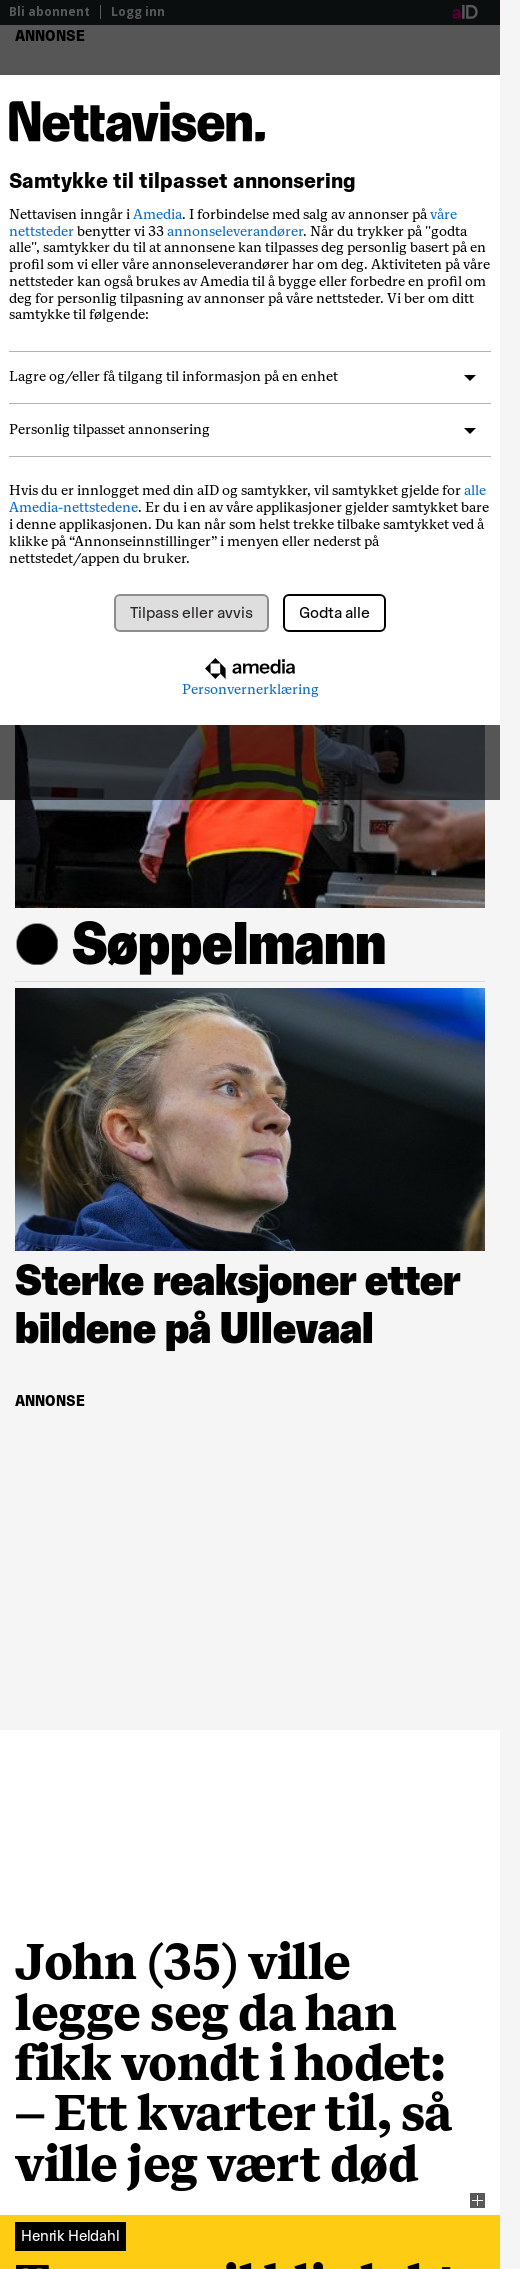 Bli abonnent | Logg inn
aID
ANNONSE
Nettavisen.
Samtykke til tilpasset annonsering
Nettavisen inngår i Amedia. I forbindelse med salg av annonser på våre
nettsteder benytter vi 33 annonseleverandører. Når du trykker på "godta
alle", samtykker du til at annonsene kan tilpasses deg personlig basert på en
profil som vi eller våre annonseleverandører har om deg. Aktiviteten på våre
nettsteder kan også brukes av Amedia til å bygge eller forbedre en profil om
deg for personlig tilpasning av annonser på våre nettsteder. Vi ber om ditt
samtykke til følgende:
Lagre og/eller få tilgang til informasjon på en enhet
Personlig tilpasset annonsering
Hvis du er innlogget med din aID og samtykker, vil samtykket gjelde for alle
Amedia-nettstedene. Er du i en av våre applikasjoner gjelder samtykket bare
i denne applikasjonen. Du kan når som helst trekke tilbake samtykket ved å
klikke på “Annonseinnstillinger” i menyen eller nederst på
nettstedet/appen du bruker.
Tilpass eller avvis
Godta alle
amedia
Personvernerklæring
Søppelmann
Sterke reaksjoner etter
bildene på Ullevaal
ANNONSE
John (35) ville
legge seg da han
fikk vondt i hodet:
– Ett kvarter til, så
ville jeg vært død
Henrik Heldahl